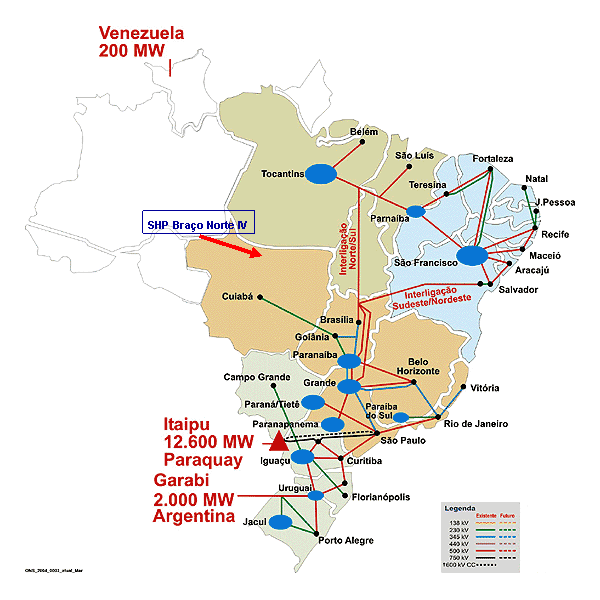 Venezuela
200 MW
Belém
São Luís
Fortaleza
Tocantins
Teresina
Natal
Parnaíba
J.Pessoa
Recife
SHP Braço Norte IV
Interligação
Norte/Sul
São Francisco
Maceió
Aracajú
Salvador
Interligação
Sudeste/Nordeste
Cuiabá
Brasília
Goiânia
Paranaíba
Belo
Horizonte
Campo Grande
Grande
Vitória
Paraná/Tietê
Paraíba
do Sul
Rio de Janeiro
Paranapanema
São Paulo
Itaipu
12.600 MW
Paraquay
Iguaçu
Curitiba
Garabi
2.000 MW
Argentina
Uruguai
Florianópolis
Jacuí
Porto Alegre
Legenda
Existente Future
138 kV
230 kV
345 kV
440 kV
500 kV
750 kV
1600 kV CC